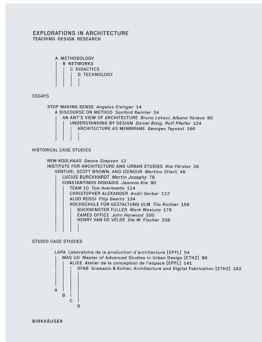 EXPLORATIONS IN ARCHITECTURE
TEACHING DESIGN RESEARCH
A METHODOLOGY
B NETWORKS
C DIDACTICS
D TECHNOLOGY
ESSAYS
STOP MAKING SENSE Angelus Eisinger 14
A DISCOURSE ON METHOD Sanford Kwinter 34
AN ANT'S VIEW OF ARCHITECTURE Bruno Latour, Albena Yaneva 80
UNDERSTANDING BY DESIGN Daniel Bisig, Rolf Pfeifer 124
ARCHITECTURE AS MEMBRANE Georges Teyssot 166
HISTORICAL CASE STUDIES
REM KOOLHAAS Deane Simpson 12
INSTITUTE FOR ARCHITECTURE AND URBAN STUDIES Kim Förster 26
VENTURI, SCOTT BROWN, AND IZENOUR Martino Stierli 48
LUCIUS BURCKHARDT Martin Josephy 76
CONSTANTINOS DOXIADIS Jeannie Kim 90
TEAM 10 Tom Avermaete 114
CHRISTOPHER ALEXANDER Andri Gerber 122
ALDO ROSSI Filip Geerts 134
HOCHSCHULE FÜR GESTALTUNG ULM Tilo Richter 156
BUCKMINSTER FULLER Mark Wasiuta 176
EAMES OFFICE John Harwood 200
HENRY VAN DE VELDE Ole W. Fischer 208
STUDIO CASE STUDIES
LAPA Laboratoire de la production d'architecture [EPFL] 54
MAS UD Master of Advanced Studies in Urban Design [ETHZ] 98
ALICE Atelier de la conception de l'espace [EPFL] 141
DFAB Gramazio & Kohler, Architecture and Digital Fabrication [ETHZ] 182
A
B
C
D
BIRKHÄUSER